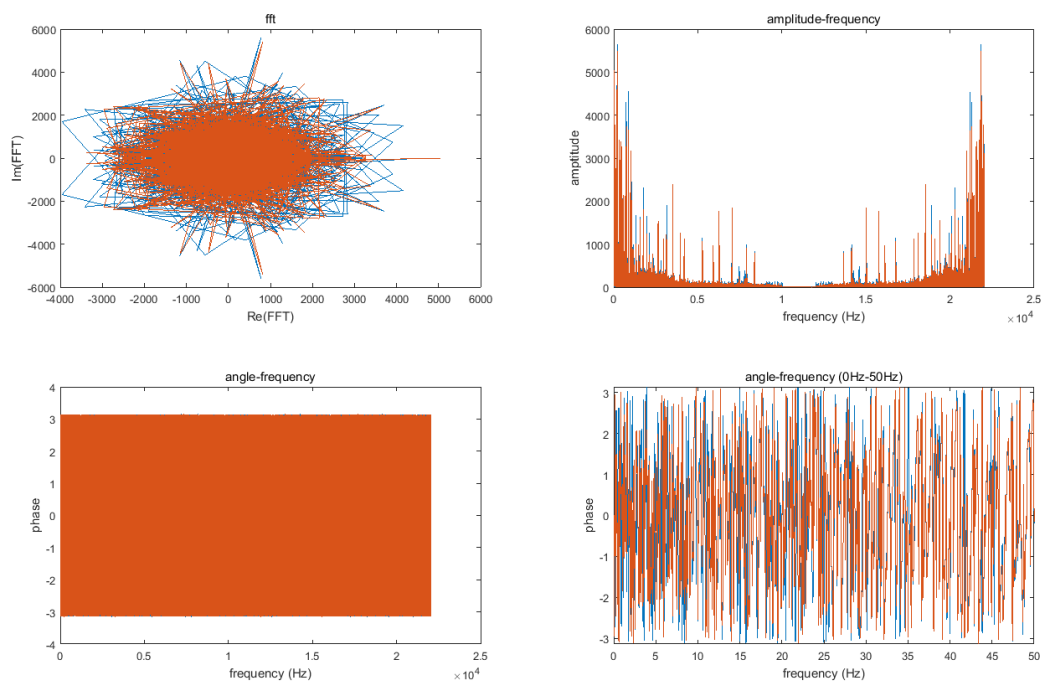 fft
6000
4000
2000
0
-2000
-4000
-6000
Im(FFT)
-4000 -3000 -2000 -1000 0 1000 2000 3000 4000 5000 6000
Re(FFT)
amplitude-frequency
6000
5000
4000
3000
2000
1000
0
amplitude
0 0.5 1 1.5 2 2.5
frequency (Hz)
× 10^4
angle-frequency
4
3
2
1
0
-1
-2
-3
-4
phase
0 0.5 1 1.5 2 2.5
frequency (Hz)
× 10^4
angle-frequency (0Hz-50Hz)
3
2
1
0
-1
-2
-3
phase
0 5 10 15 20 25 30 35 40 45 50
frequency (Hz)